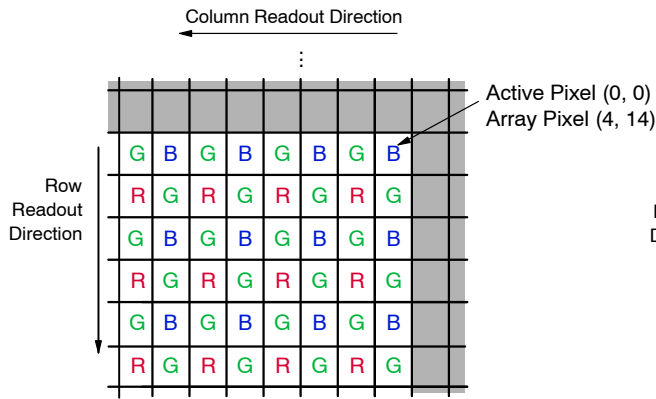 Column Readout Direction
⋮
Active Pixel (0, 0)
Array Pixel (4, 14)
Row
Readout
Direction
G B G B G B G B
R G R G R G R G
G B G B G B G B
R G R G R G R G
G B G B G B G B
R G R G R G R G